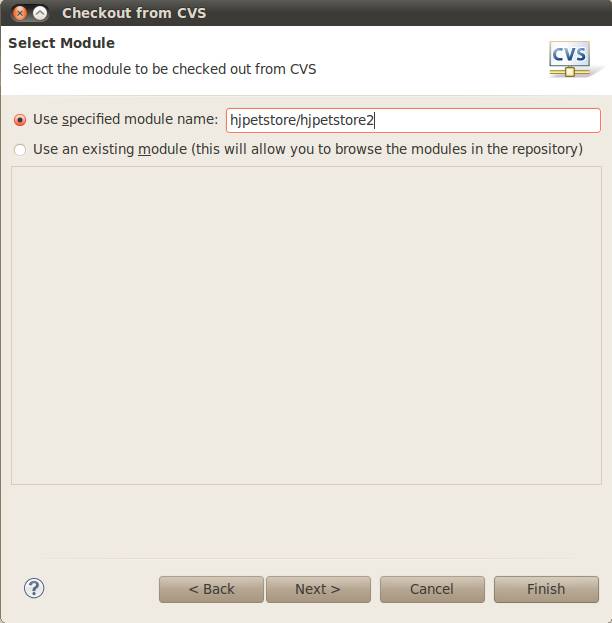 Checkout from CVS
Select Module
Select the module to be checked out from CVS
CVS
Use specified module name: hjpetstore/hjpetstore2
Use an existing module (this will allow you to browse the modules in the repository)
? < Back Next > Cancel Finish